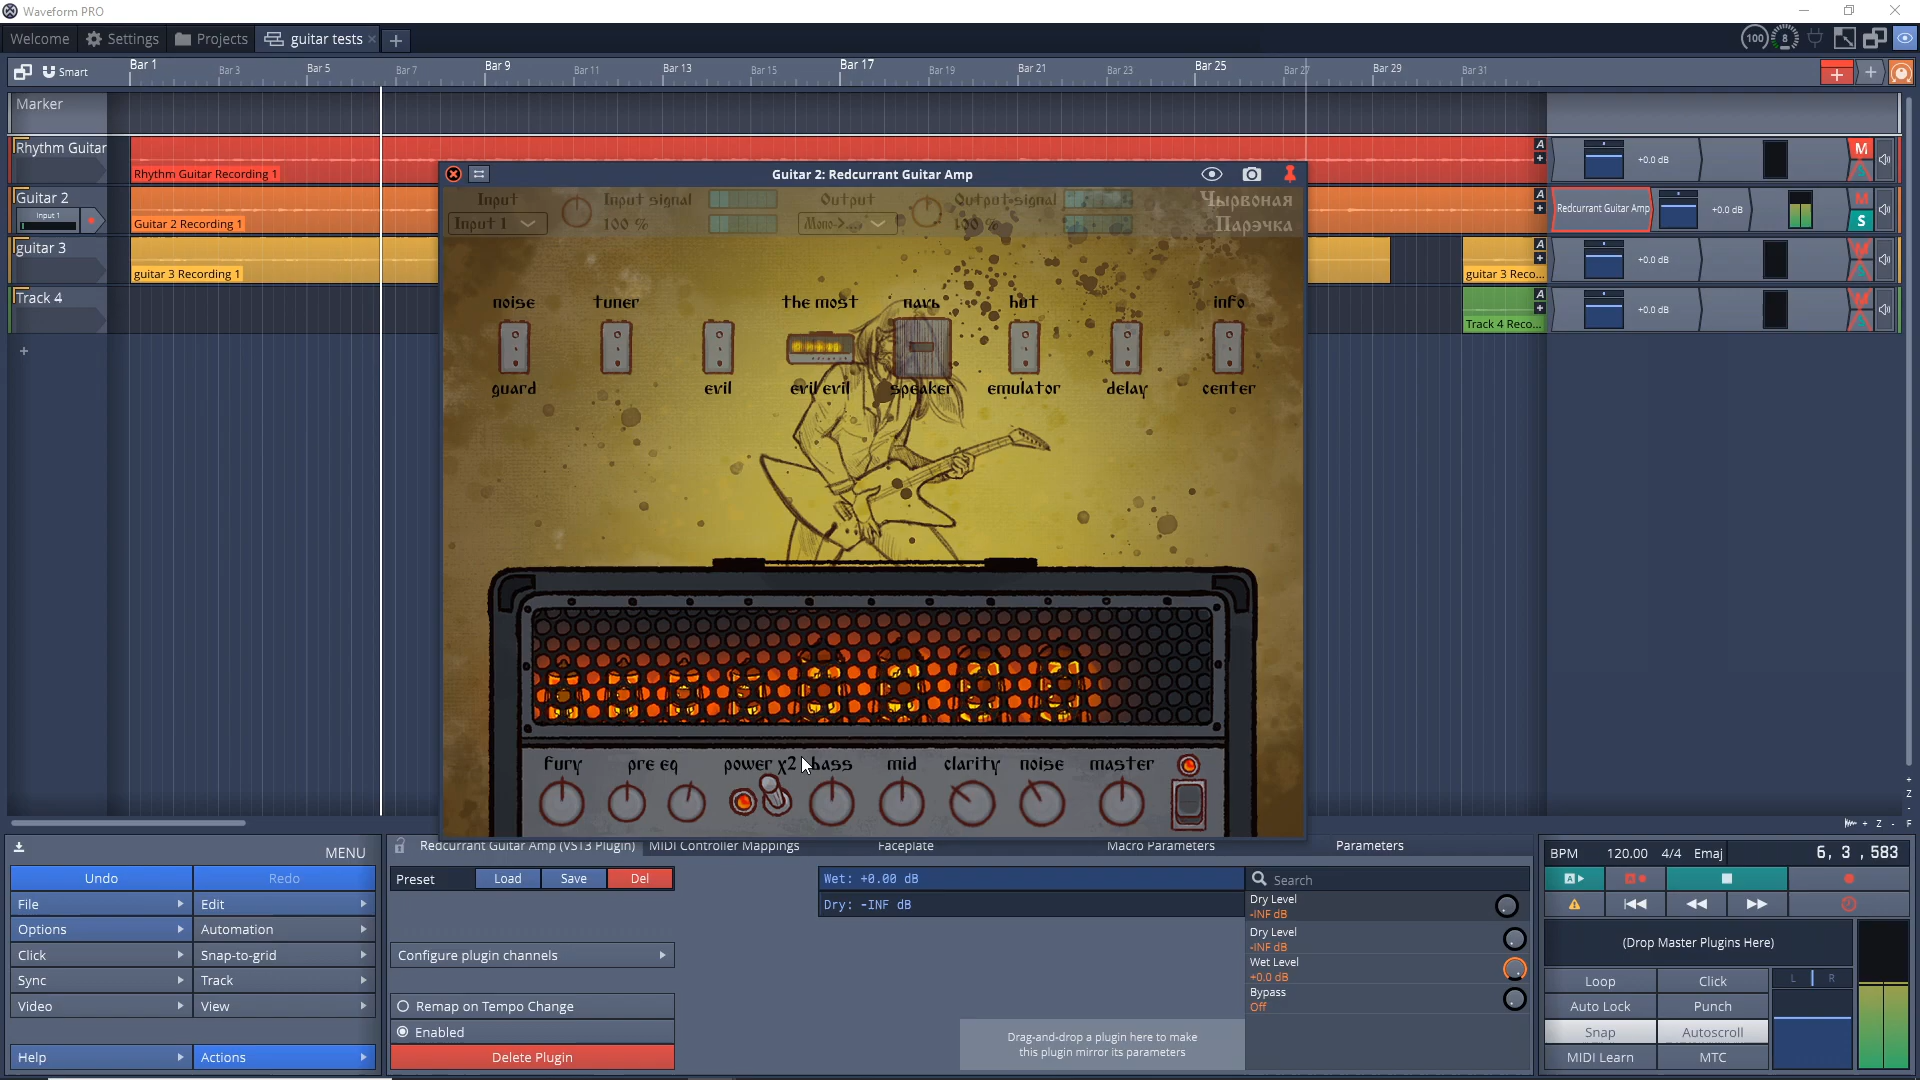 Waveform PRO
Welcome
Settings
Projects
guitar tests
100
8
Smart
Bar 1
Bar 3
Bar 5
Bar 7
Bar 9
Bar 11
Bar 13
Bar 15
Bar 17
Bar 19
Bar 21
Bar 23
Bar 25
Bar 27
Bar 29
Bar 31
Marker
Rhythm Guitar
Rhythm Guitar Recording 1
A
+0.0 dB
M
Guitar 2
Input 1
Guitar 2 Recording 1
A
Redcurrant Guitar Amp
+0.0 dB
M
S
guitar 3
guitar 3 Recording 1
guitar 3 Reco...
A
+0.0 dB
Track 4
Track 4 Reco...
A
+0.0 dB
Guitar 2: Redcurrant Guitar Amp
Input
Input signal
Output
Output signal
Чырвоная
Input 1
100 %
Mono->...
100 %
Парэчка
noise
tuner
the most
навь
hot
info
guard
evil
evil evil
speaker
emulator
delay
center
fury
pre eq
power x2
bass
mid
clarity
noise
master
MENU
Undo
Redo
File
Edit
Options
Automation
Click
Snap-to-grid
Sync
Track
Video
View
Help
Actions
Redcurrant Guitar Amp (VST3 Plugin)
MIDI Controller Mappings
Faceplate
Macro Parameters
Parameters
Preset
Load
Save
Del
Configure plugin channels
Remap on Tempo Change
Enabled
Delete Plugin
Wet: +0.00 dB
Dry: -INF dB
Drag-and-drop a plugin here to make
this plugin mirror its parameters
Search
Dry Level
-INF dB
Dry Level
-INF dB
Wet Level
+0.0 dB
Bypass
Off
BPM
120.00
4/4
Emaj
6, 3 , 583
(Drop Master Plugins Here)
Loop
Click
Auto Lock
Punch
Snap
Autoscroll
MIDI Learn
MTC
L
R